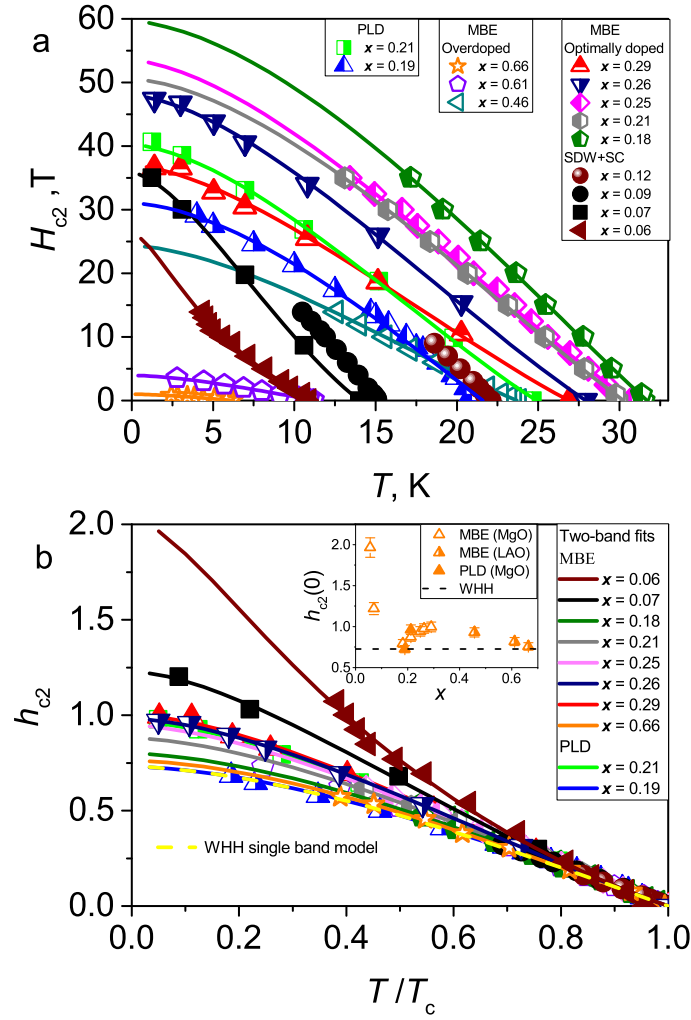 a
PLD
x = 0.21
x = 0.19
MBE
Overdoped
x = 0.66
x = 0.61
x = 0.46
MBE
Optimally doped
x = 0.29
x = 0.26
x = 0.25
x = 0.21
x = 0.18
SDW+SC
x = 0.12
x = 0.09
x = 0.07
x = 0.06
60
50
40
30
20
10
0
Hc2 ,T
0 5 10 15 20 25 30
T, K
b
2.0
1.5
1.0
0.5
0.0
hc2
2.0
1.5
1.0
0.5
hc2(0)
MBE (MgO)
MBE (LAO)
PLD (MgO)
WHH
0.0 0.2 0.4 0.6
x
Two-band fits
MBE
x = 0.06
x = 0.07
x = 0.18
x = 0.21
x = 0.25
x = 0.26
x = 0.29
x = 0.66
PLD
x = 0.21
x = 0.19
WHH single band model
0.0 0.2 0.4 0.6 0.8 1.0
T /Tc